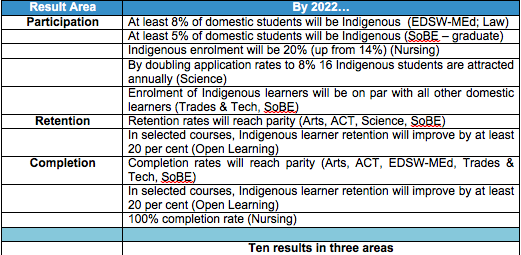 Result Area By 2022...
Participation At least 8% of domestic students will be Indigenous (EDSW-MEd; Law)
At least 5% of domestic students will be Indigenous (SoBE – graduate)
Indigenous enrolment will be 20% (up from 14%) (Nursing)
By doubling application rates to 8% 16 Indigenous students are attracted
annually (Science)
Enrolment of Indigenous learners will be on par with all other domestic
learners (Trades & Tech, SoBE)
Retention Retention rates will reach parity (Arts, ACT, Science, SoBE)
In selected courses, Indigenous learner retention will improve by at least
20 per cent (Open Learning)
Completion Completion rates will reach parity (Arts, ACT, EDSW-MEd, Trades &
Tech, SoBE)
In selected courses, Indigenous learner retention will improve by at least
20 per cent (Open Learning)
100% completion rate (Nursing)
Ten results in three areas